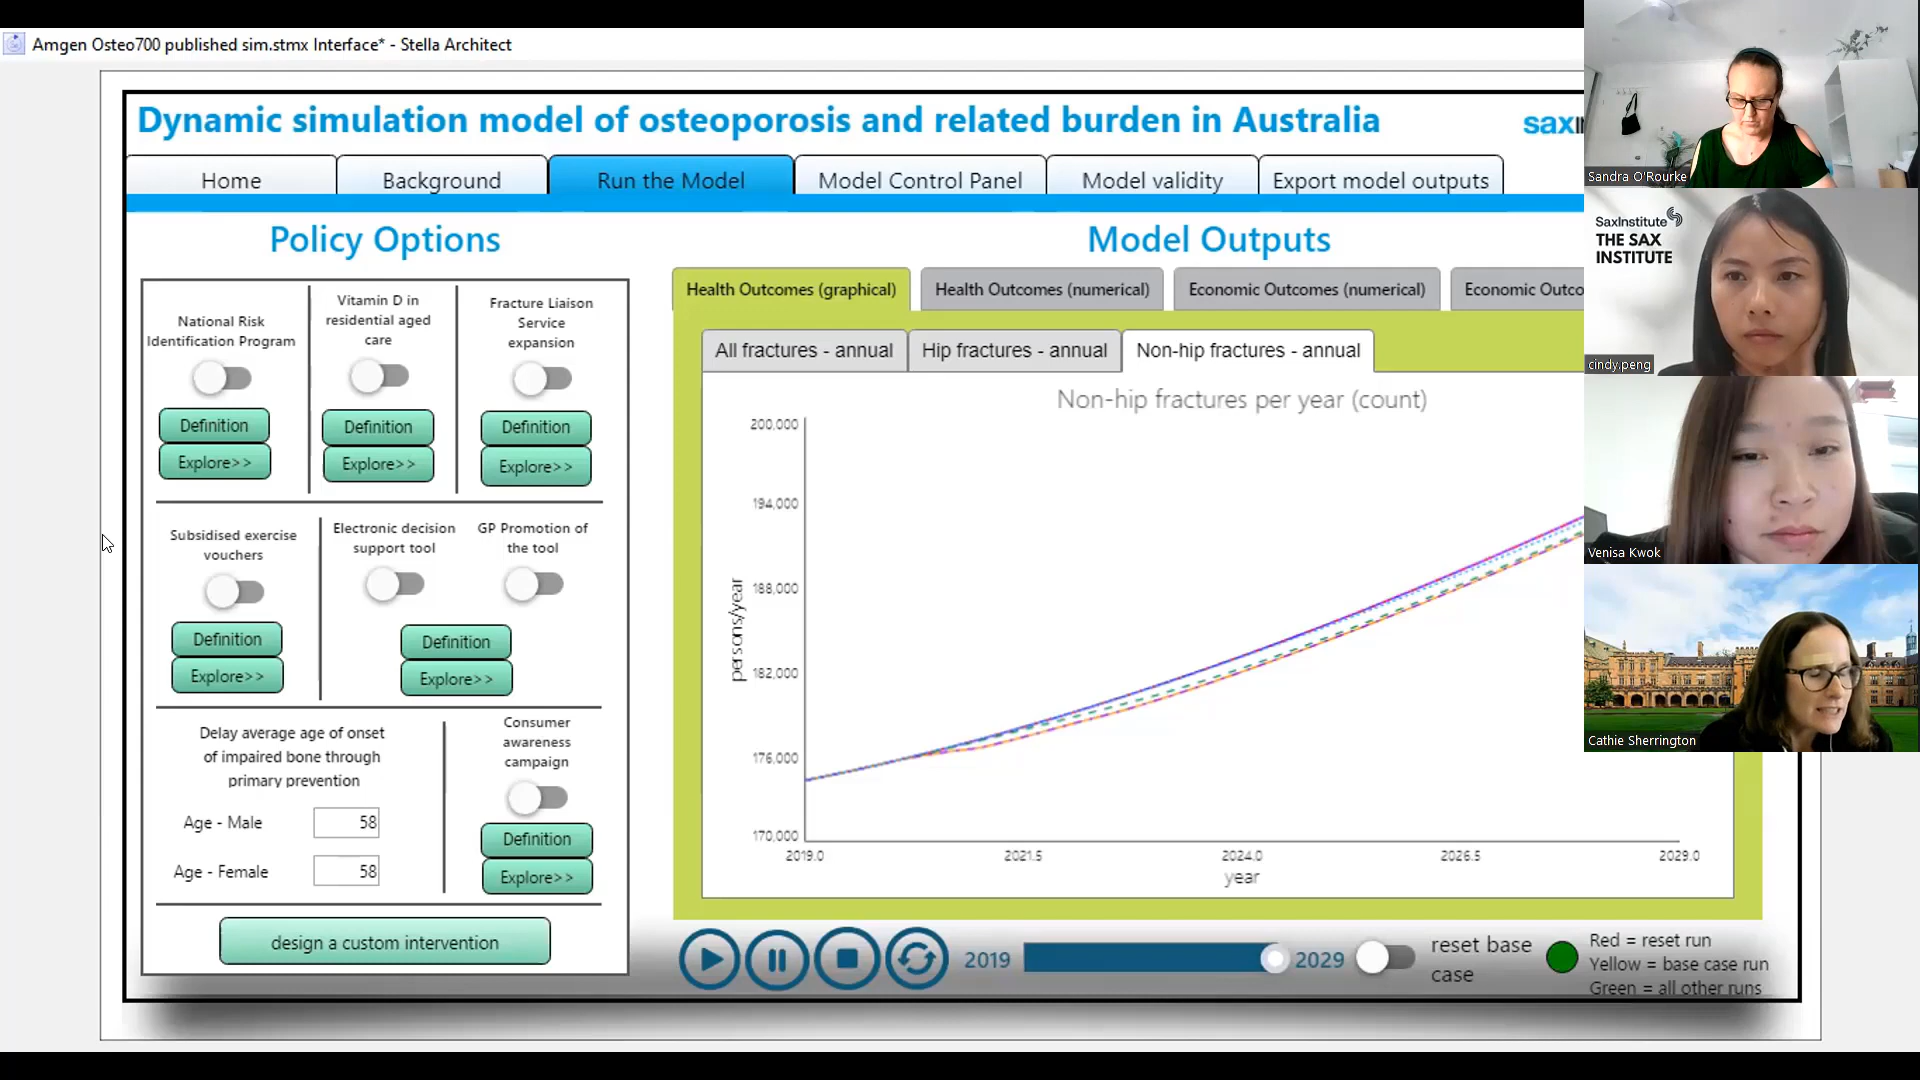 Amgen Osteo700 published sim.stmx Interface* - Stella Architect
Dynamic simulation model of osteoporosis and related burden in Australia
Home
Background
Run the Model
Model Control Panel
Model validity
Export model outputs
Policy Options
National Risk
Identification Program
Definition
Explore>>
Vitamin D in
residential aged
care
Definition
Explore>>
Fracture Liaison
Service
expansion
Definition
Explore>>
Subsidised exercise
vouchers
Definition
Explore>>
Electronic decision
support tool
GP Promotion of
the tool
Definition
Explore>>
Delay average age of onset
of impaired bone through
primary prevention
Age - Male
58
Age - Female
58
Consumer
awareness
campaign
Definition
Explore>>
design a custom intervention
Model Outputs
Health Outcomes (graphical)
Health Outcomes (numerical)
Economic Outcomes (numerical)
Economic Outco
All fractures - annual
Hip fractures - annual
Non-hip fractures - annual
Non-hip fractures per year (count)
persons/year
200,000
194,000
188,000
182,000
176,000
170,000
2019.0
2021.5
2024.0
2026.5
2029.0
year
2019
2029
reset base
case
Red = reset run
Yellow = base case run
Green = all other runs
sax
Sandra O'Rourke
SaxInstitute
THE SAX
INSTITUTE
cindy.peng
Venisa Kwok
Cathie Sherrington